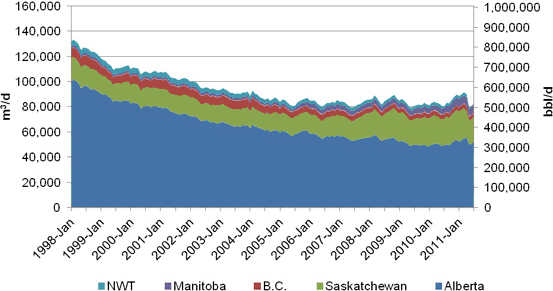 160,000
140,000
120,000
100,000
80,000
60,000
40,000
20,000
0
m³/d
1,000,000
900,000
800,000
700,000
600,000
500,000
400,000
300,000
200,000
100,000
0
bbl/d
1998-Jan
1999-Jan
2000-Jan
2001-Jan
2002-Jan
2003-Jan
2004-Jan
2005-Jan
2006-Jan
2007-Jan
2008-Jan
2009-Jan
2010-Jan
2011-Jan
NWT Manitoba B.C. Saskatchewan Alberta